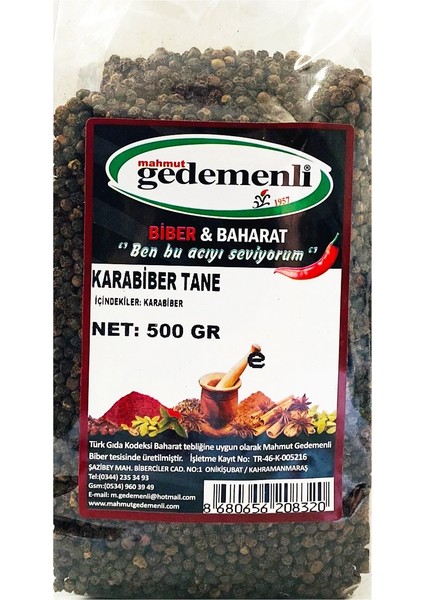 mahmut
gedemenli®
1957
BİBER & BAHARAT
Ben bu acıyı seviyorum
KARABİBER TANE
İÇİNDEKİLER: KARABİBER
NET: 500 GR
e
Türk Gıda Kodeksi Baharat tebliğine uygun olarak Mahmut Gedemenli
Biber tesisinde üretilmiştir. İşletme Kayıt No: TR-46-K-005216
ŞAZİBEY MAH. BİBERCİLER CAD. NO:1 ONİKİŞUBAT / KAHRAMANMARAŞ
Tel:(0344) 235 34 93
Gsm:(0534) 960 39 49
E-mail: m.gedemenli@hotmail.com
www.mahmutgedemenli.com
8 680656 208320